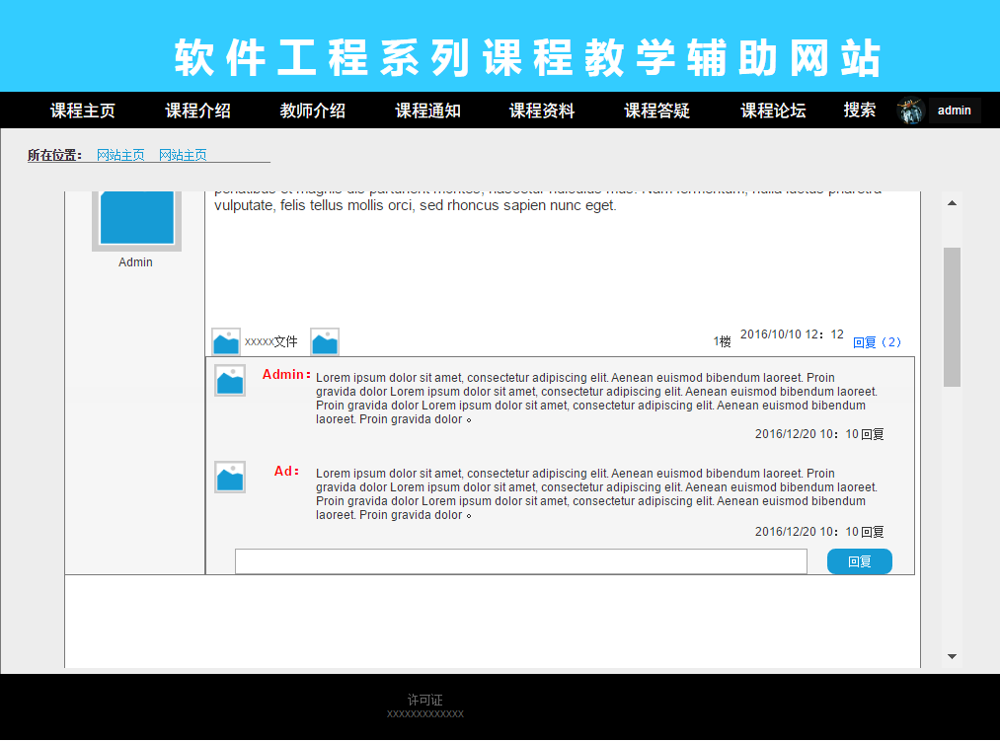 软件工程系列课程教学辅助网站
课程主页 课程介绍 教师介绍 课程通知 课程资料 课程答疑 课程论坛 搜索 admin
所在位置： 网站主页 网站主页
penatibus et magnis dis parturient montes, nascetur ridiculus mus. Nam fermentum, nulla luctus pharetra
vulputate, felis tellus mollis orci, sed rhoncus sapien nunc eget.
Admin
xxxxx文件 1楼 2016/10/10 12：12 回复（2）
Admin：
Lorem ipsum dolor sit amet, consectetur adipiscing elit. Aenean euismod bibendum laoreet. Proin
gravida dolor Lorem ipsum dolor sit amet, consectetur adipiscing elit. Aenean euismod bibendum laoreet.
Proin gravida dolor Lorem ipsum dolor sit amet, consectetur adipiscing elit. Aenean euismod bibendum
laoreet. Proin gravida dolor 。
2016/12/20 10：10 回复
Ad：
Lorem ipsum dolor sit amet, consectetur adipiscing elit. Aenean euismod bibendum laoreet. Proin
gravida dolor Lorem ipsum dolor sit amet, consectetur adipiscing elit. Aenean euismod bibendum laoreet.
Proin gravida dolor Lorem ipsum dolor sit amet, consectetur adipiscing elit. Aenean euismod bibendum
laoreet. Proin gravida dolor 。
2016/12/20 10：10 回复
回复
许可证
xxxxxxxxxxxxx